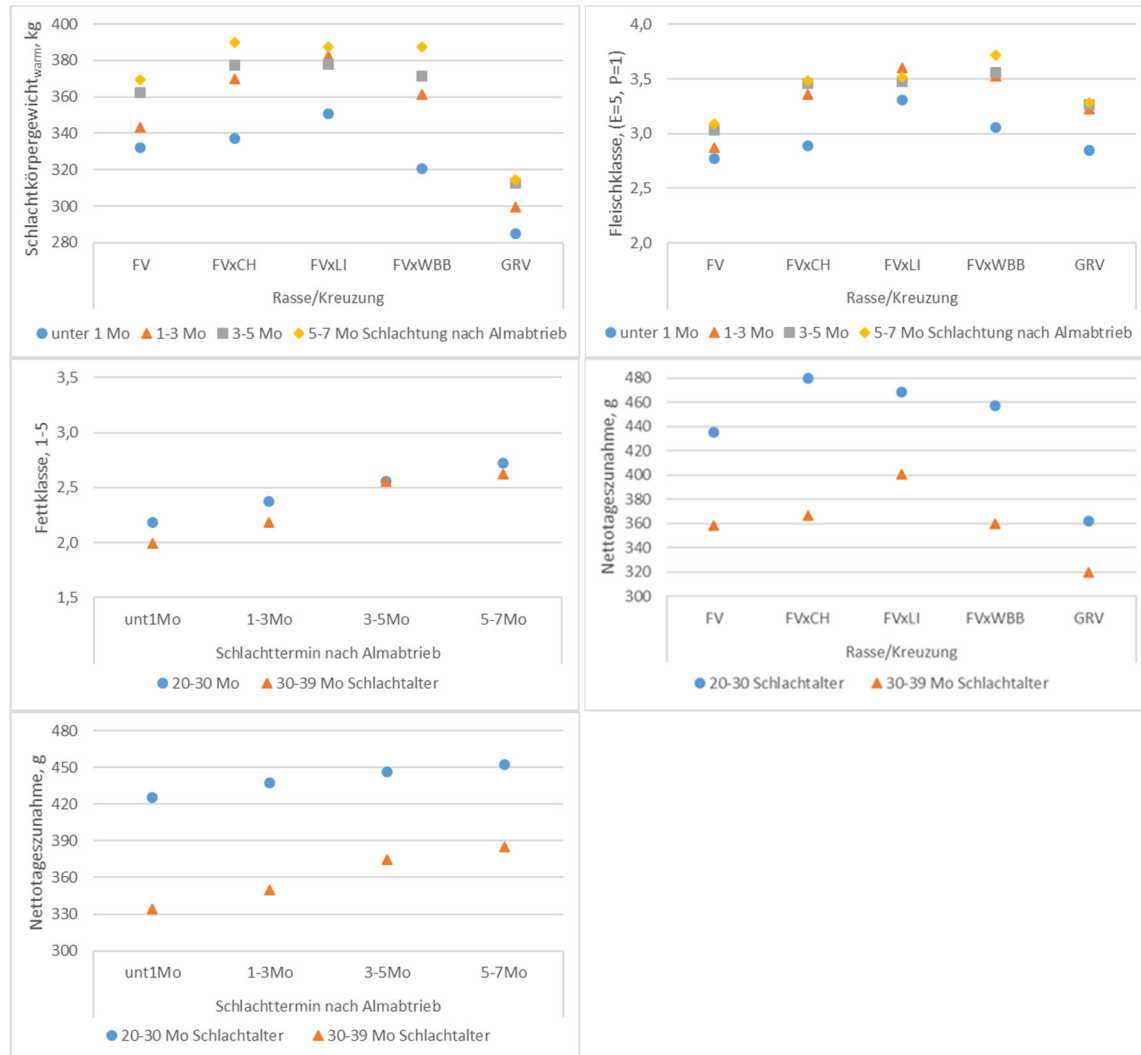 Schlachtkörpergewicht warm, kg
400
380
360
340
320
300
280
FV FVxCH FVxLI FVxWBB GRV
Rasse/Kreuzung
unter 1 Mo 1-3 Mo 3-5 Mo 5-7 Mo Schlachtung nach Almabtrieb
Fleischklasse, (E=5, P=1)
4,0
3,5
3,0
2,5
2,0
FV FVxCH FVxLI FVxWBB GRV
Rasse/Kreuzung
unter 1 Mo 1-3 Mo 3-5 Mo 5-7 Mo Schlachtung nach Almabtrieb
Fettklasse, 1-5
3,5
3,0
2,5
2,0
1,5
unt1Mo 1-3Mo 3-5Mo 5-7Mo
Schlachttermin nach Almabtrieb
20-30 Mo 30-39 Mo Schlachtalter
Nettotageszunahme, g
480
460
440
420
400
380
360
340
320
300
FV FVxCH FVxLI FVxWBB GRV
Rasse/Kreuzung
20-30 Schlachtalter 30-39 Mo Schlachtalter
Nettotageszunahme, g
480
450
420
390
360
330
300
unt1Mo 1-3Mo 3-5Mo 5-7Mo
Schlachttermin nach Almabtrieb
20-30 Mo Schlachtalter 30-39 Mo Schlachtalter